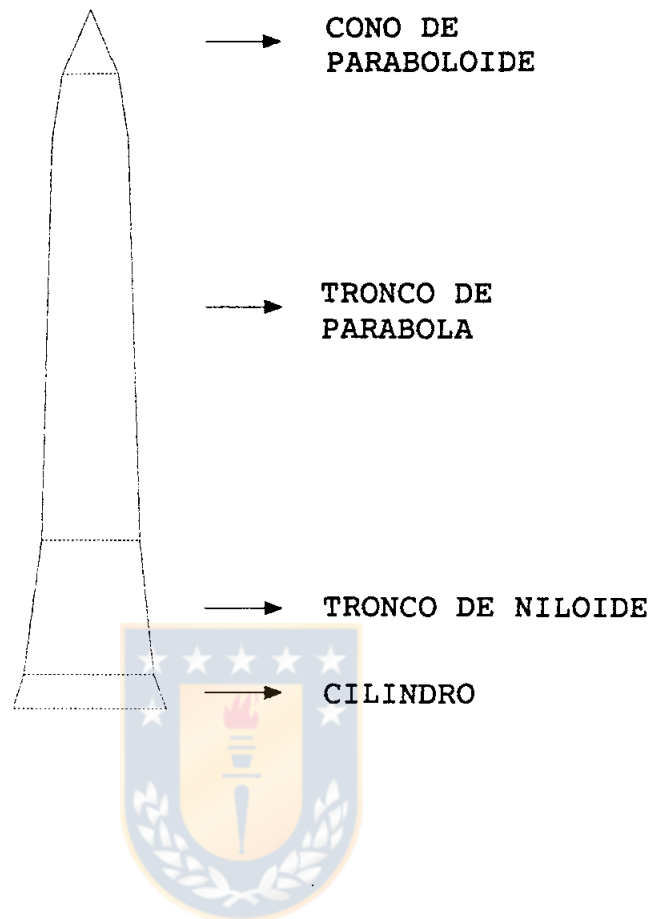 CONO DE
PARABOLOIDE
TRONCO DE
PARABOLA
TRONCO DE NILOIDE
CILINDRO